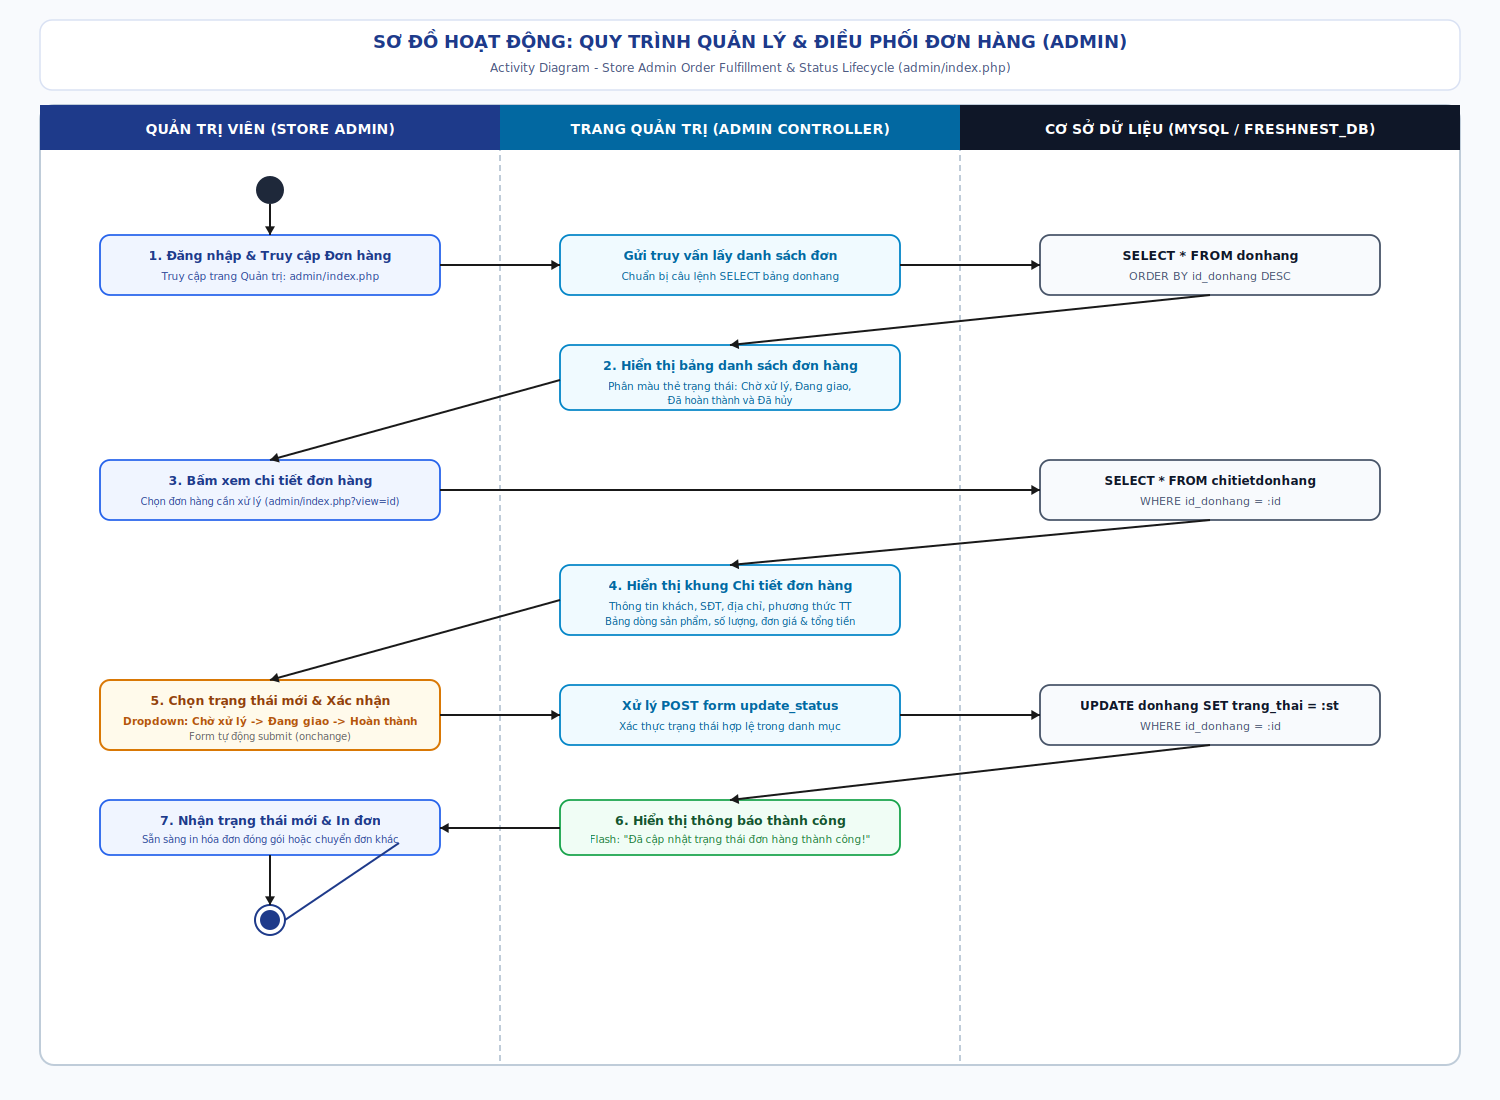 SƠ ĐỒ HOẠT ĐỘNG: QUY TRÌNH QUẢN LÝ & ĐIỀU PHỐI ĐƠN HÀNG (ADMIN)
Activity Diagram - Store Admin Order Fulfillment & Status Lifecycle (admin/index.php)
QUẢN TRỊ VIÊN (STORE ADMIN)
TRANG QUẢN TRỊ (ADMIN CONTROLLER)
CƠ SỞ DỮ LIỆU (MYSQL / FRESHNEST_DB)
1. Đăng nhập & Truy cập Đơn hàng
Truy cập trang Quản trị: admin/index.php
Gửi truy vấn lấy danh sách đơn
Chuẩn bị câu lệnh SELECT bảng donhang
SELECT * FROM donhang
ORDER BY id_donhang DESC
2. Hiển thị bảng danh sách đơn hàng
Phân màu thẻ trạng thái: Chờ xử lý, Đang giao,
Đã hoàn thành và Đã hủy
3. Bấm xem chi tiết đơn hàng
Chọn đơn hàng cần xử lý (admin/index.php?view=id)
SELECT * FROM chitietdonhang
WHERE id_donhang = :id
4. Hiển thị khung Chi tiết đơn hàng
Thông tin khách, SĐT, địa chỉ, phương thức TT
Bảng dòng sản phẩm, số lượng, đơn giá & tổng tiền
5. Chọn trạng thái mới & Xác nhận
Dropdown: Chờ xử lý -> Đang giao -> Hoàn thành
Form tự động submit (onchange)
Xử lý POST form update_status
Xác thực trạng thái hợp lệ trong danh mục
UPDATE donhang SET trang_thai = :st
WHERE id_donhang = :id
7. Nhận trạng thái mới & In đơn
Sẵn sàng in hóa đơn đóng gói hoặc chuyển đơn khác
6. Hiển thị thông báo thành công
Flash: "Đã cập nhật trạng thái đơn hàng thành công!"